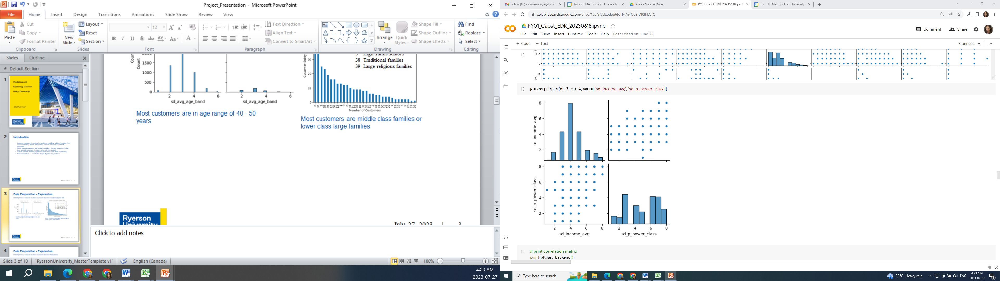 Project_Presentation - Microsoft PowerPoint
File Home Insert Design Transitions Animations Slide Show Review View
Paste
Cut
Copy
Format Painter
Clipboard
New
Slide
Layout
Reset
Section
Slides
12
B I U S abc AV Aa A
Font
Text Direction
Align Text
Convert to SmartArt
Paragraph
Arrange
Quick
Styles
Shape Fill
Shape Outline
Shape Effects
Drawing
Find
Replace
Select
Editing
Slides Outline
Default Section
1
Predicting and
Explaining Caravan
Policy Ownership
Ryerson
University
2
Introduction
3
Data Preparation - Exploration
4
Data Preparation - Exploration
Count
1500
1000
500
0
2 4 6
sd_avg_age_band
2 4 6
sd_avg_age_band
Most customers are in age range of 40 - 50
years
30
20
10
0
Number of Customers
High status seniors
38 Traditional families
39 Large religious families
Most customers are middle class families or
lower class large families
Ryerson
University
July 27, 2023 | 3
Click to add notes
Slide 3 of 10 "RyersonUniversity_MasterTemplate v1" English (Canada) 100%
4:23 AM
2023-07-27
Inbox (86) - swijesooriya@toront
Toronto Metropolitan University
Prev - Google Drive
PY01_Capst_EDR_20230618.ipynb
Toronto Metropolitan University
colab.research.google.com/drive/1as7sf7dEodeg6toNv7n4Qg9jDP3hEC-C
PY01_Capst_EDR_20230618.ipynb
Comment Share
File Edit View Insert Runtime Tools Help Last edited on June 20
+ Code + Text
Connect
[ ]
2
0
8
[ ] g = sns.pairplot(df_3_carv4, vars=[ 'sd_income_avg', 'sd_p_power_class'])
8
6
4
2
sd_income_avg
8
6
4
2
sd_p_power_class
2 4 6 8
sd_income_avg
2 4 6 8
sd_p_power_class
[ ] # print correlation matrix
print(plt.get_backend())
Type here to search
22°C Heavy rain
ENG
4:23 AM
2023-07-27